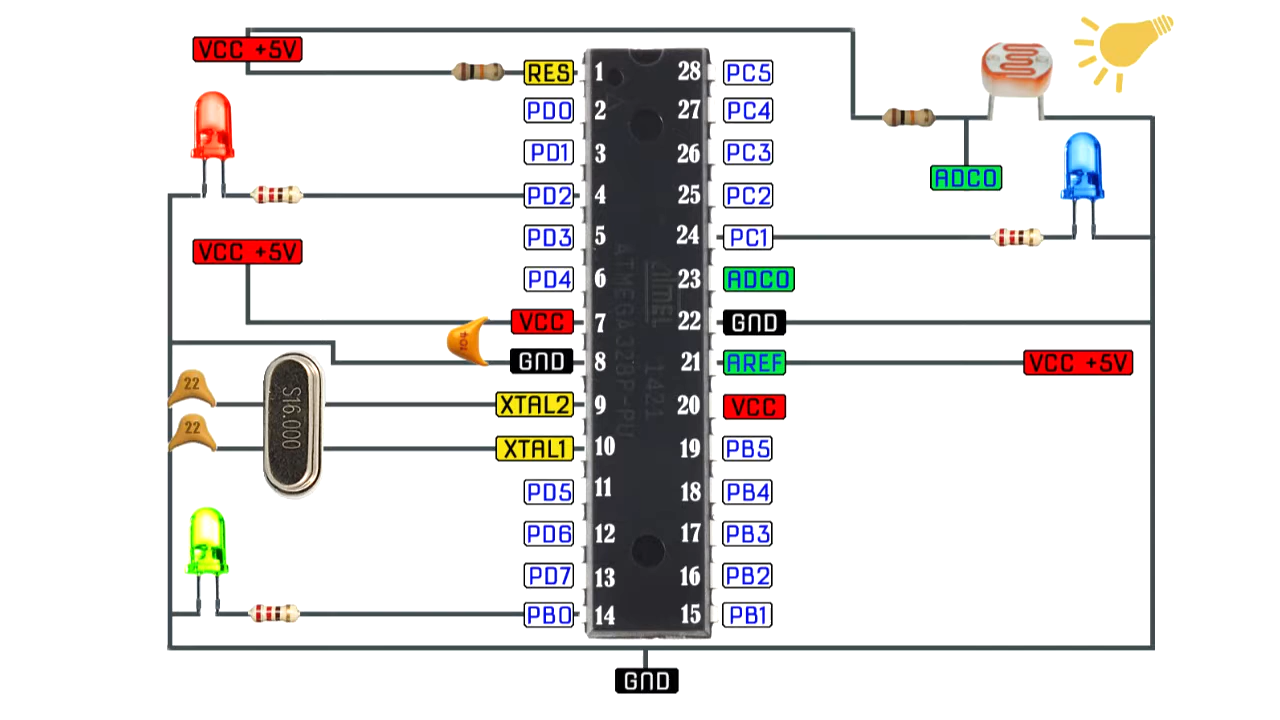 VCC +5V
RES 1 28 PC5
PD0 2 27 PC4
PD1 3 26 PC3
ADC0
PD2 4 25 PC2
PD3 5 24 PC1
VCC +5V
PD4 6 23 ADC0
VCC 7 22 GND
101
GND 8 21 AREF VCC +5V
22
XTAL2 9 20 VCC
22
XTAL1 10 19 PB5
S16.000
PD5 11 18 PB4
PD6 12 17 PB3
PD7 13 16 PB2
PB0 14 15 PB1
ATMEGA328P-PU
Atmel 1421
GND